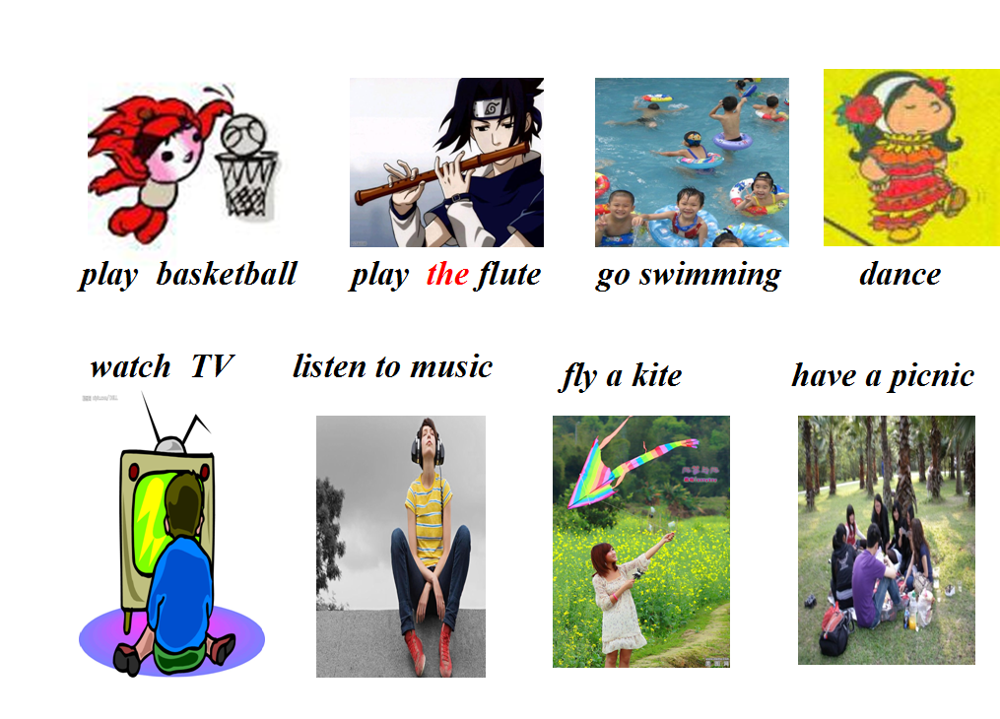 play basketball
play the flute
go swimming
dance
watch TV
listen to music
fly a kite
have a picnic